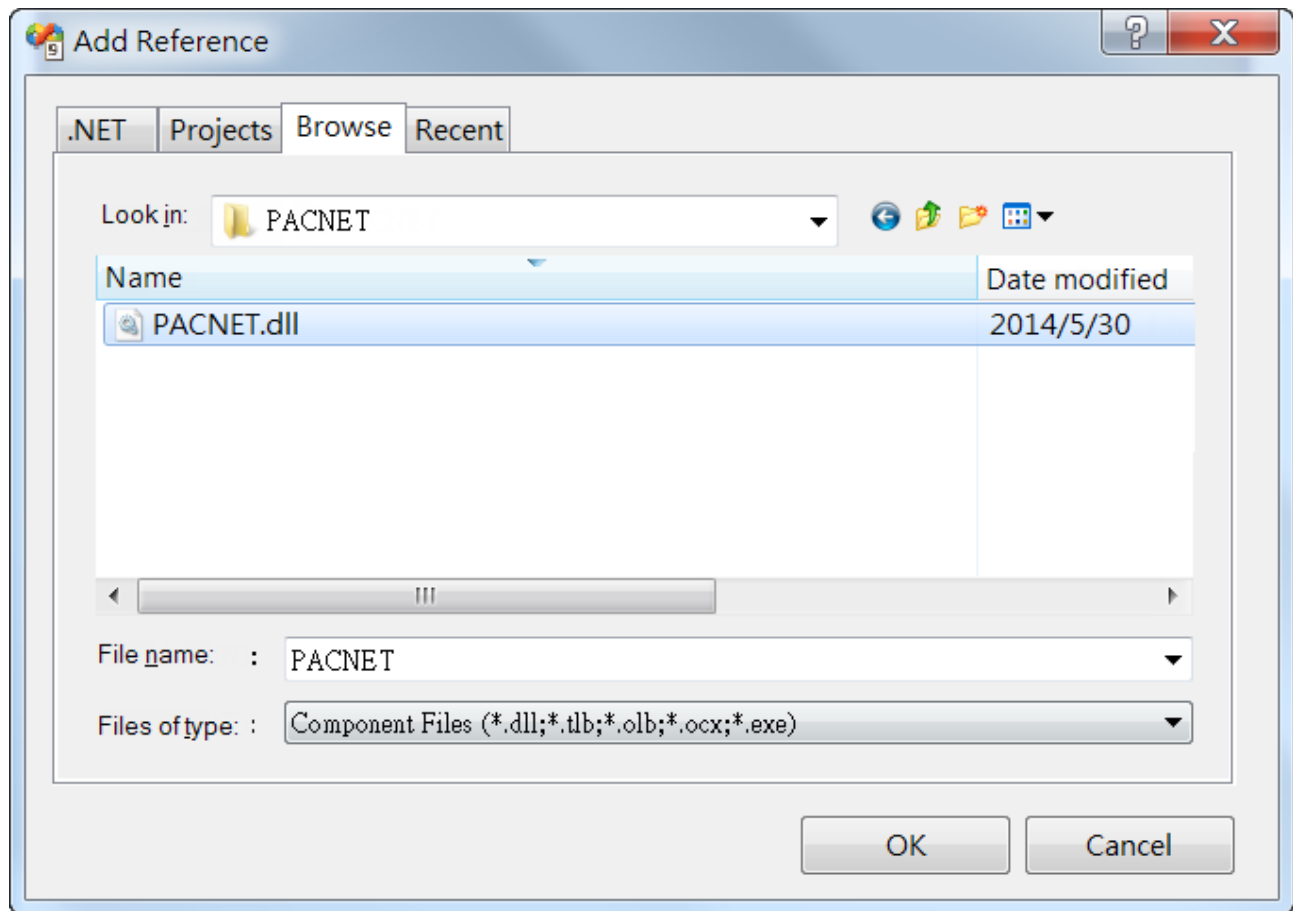 Add Reference
.NET Projects Browse Recent
Look in: PACNET
Name Date modified
PACNET.dll 2014/5/30
File name: : PACNET
Files of type: : Component Files (*.dll;*.tlb;*.olb;*.ocx;*.exe)
OK Cancel